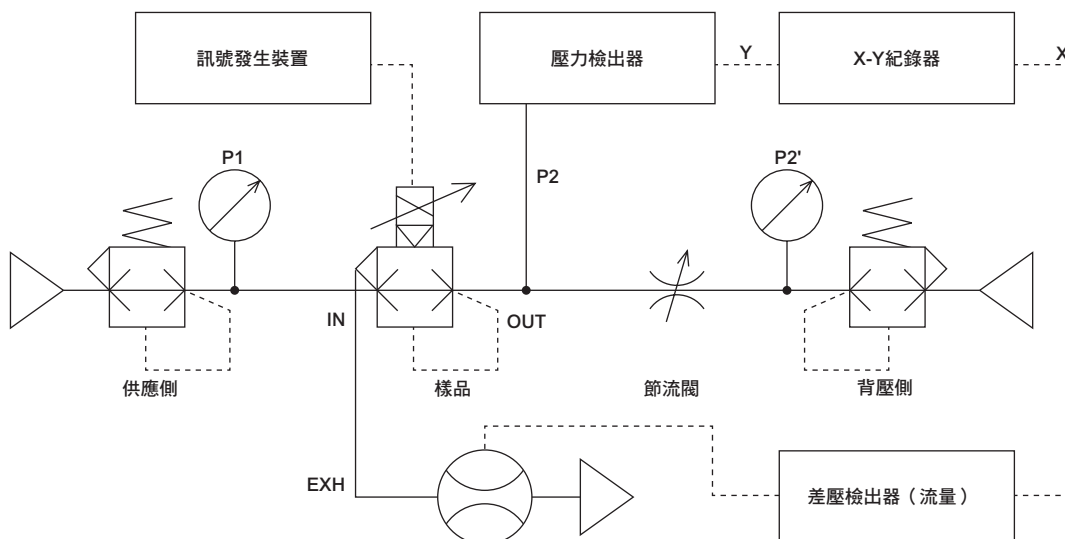 訊號發生裝置
壓力檢出器
Y
X-Y紀錄器
X
P1
P2
P2'
IN
OUT
供應側
樣品
節流閥
背壓側
EXH
差壓檢出器（流量）